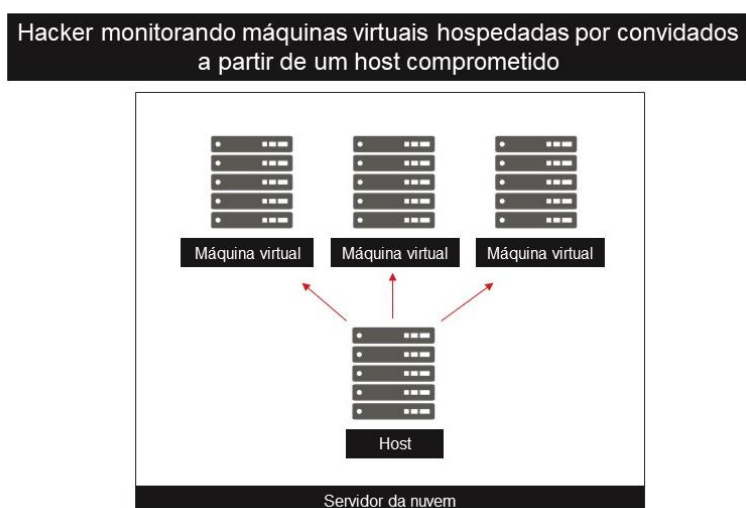 Hacker monitorando máquinas virtuais hospedadas por convidados
a partir de um host comprometido
Máquina virtual
Máquina virtual
Máquina virtual
Host
Servidor da nuvem